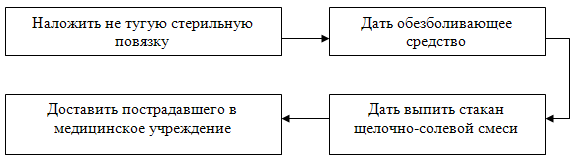 Наложить не тугую стерильную
повязку
Дать обезболивающее
средство
Дать выпить стакан
щелочно-солевой смеси
Доставить пострадавшего в
медицинское учреждение